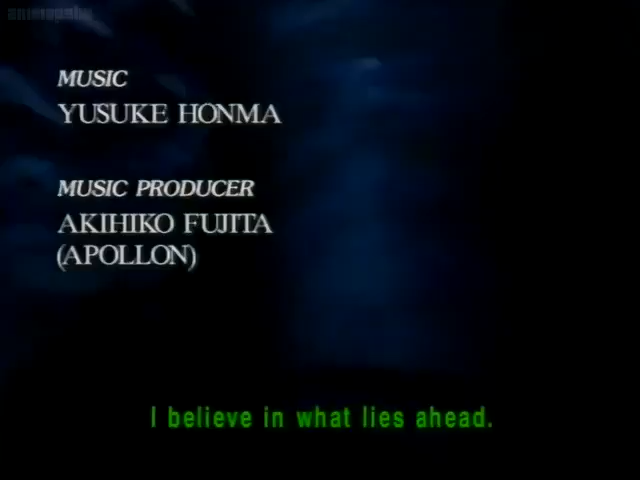 MUSIC
YUSUKE HONMA
MUSIC PRODUCER
AKIHIKO FUJITA
(APOLLON)
I believe in what lies ahead.